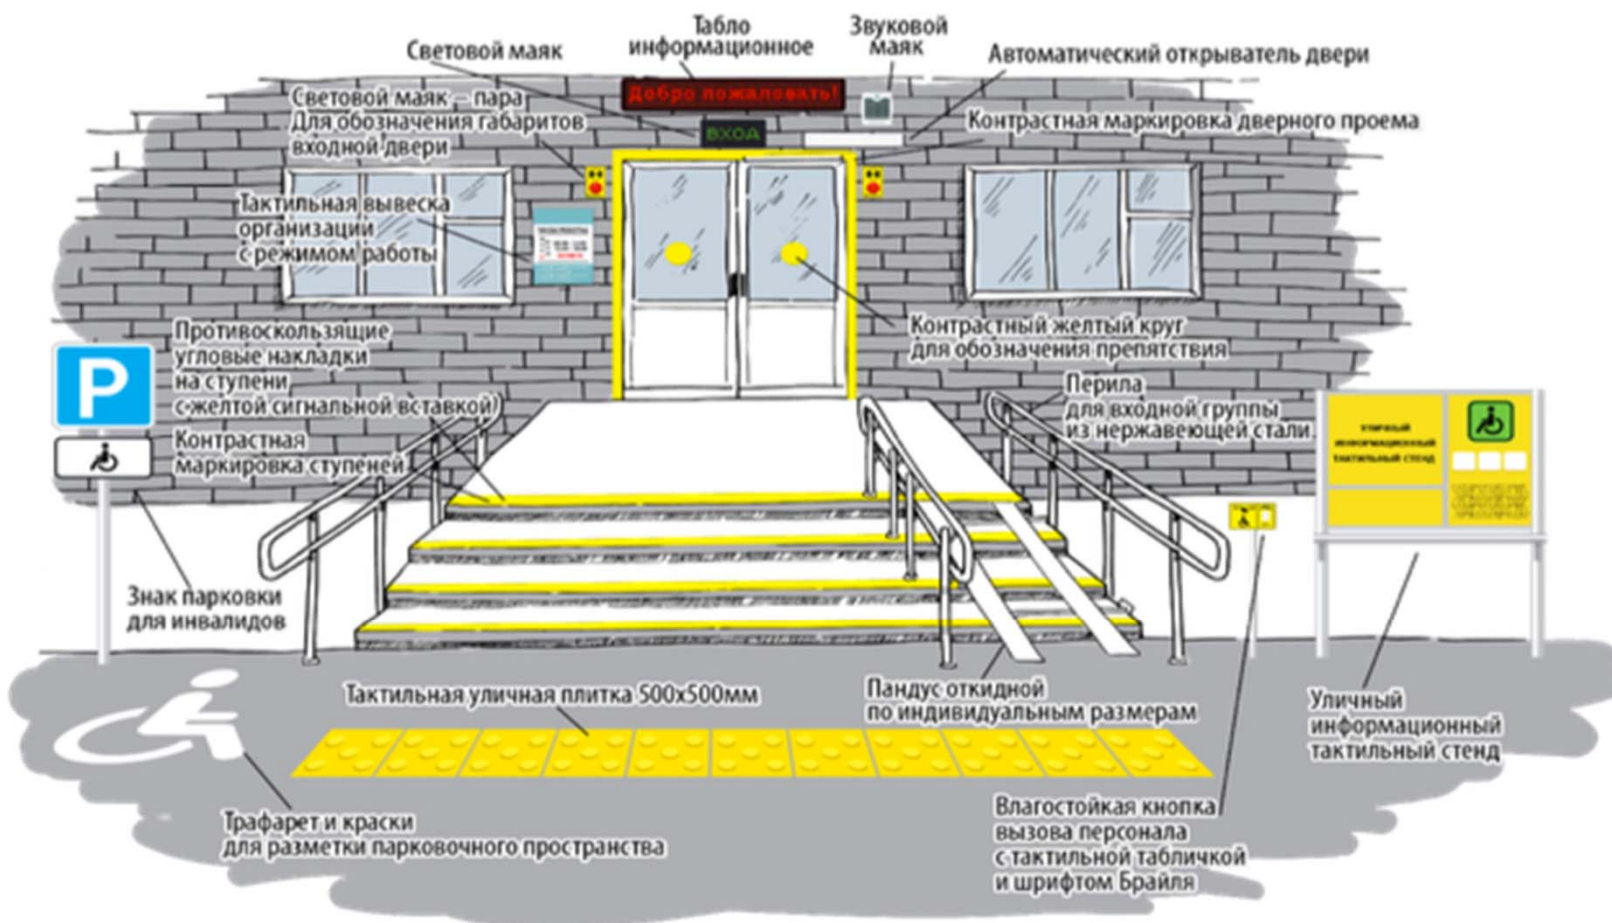 Табло
информационное
Звуковой
маяк
Световой маяк
Автоматический открыватель двери
Добро пожаловать!
Световой маяк – пара
Для обозначения габаритов
входной двери
ВХОД
Контрастная маркировка дверного проема
Тактильная вывеска
организации
с режимом работы
Противоскользящие
угловые накладки
на ступени
с желтой сигнальной вставкой)
Контрастный желтый круг
для обозначения препятствия
P
Перила
для входной группы
из нержавеющей стали
УЛИЧНЫЙ
ИНФОРМАЦИОННЫЙ
ТАКТИЛЬНЫЙ СТЕНД
Контрастная
маркировка ступеней
Знак парковки
для инвалидов
Тактильная уличная плитка 500х500мм
Пандус откидной
по индивидуальным размерам
Уличный
информационный
тактильный стенд
Трафарет и краски
для разметки парковочного пространства
Влагостойкая кнопка
вызова персонала
с тактильной табличкой
и шрифтом Брайля